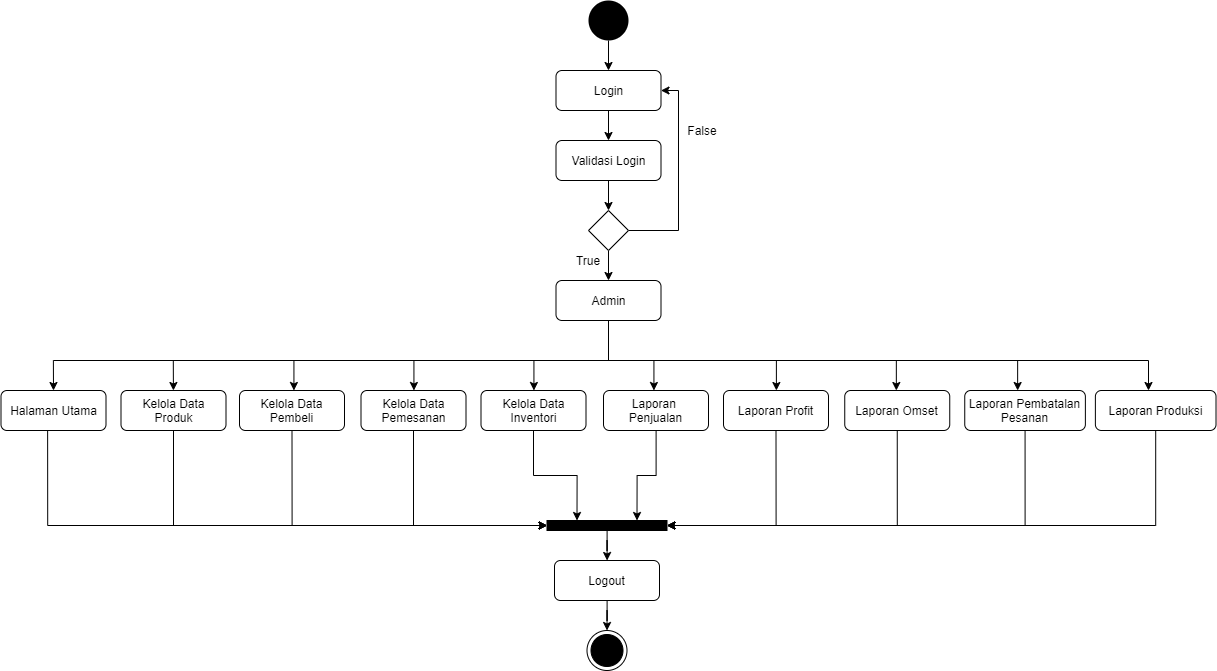 Login
False
Validasi Login
True
Admin
Halaman Utama
Kelola Data
Produk
Kelola Data
Pembeli
Kelola Data
Pemesanan
Kelola Data
Inventori
Laporan
Penjualan
Laporan Profit
Laporan Omset
Laporan Pembatalan
Pesanan
Laporan Produksi
Logout